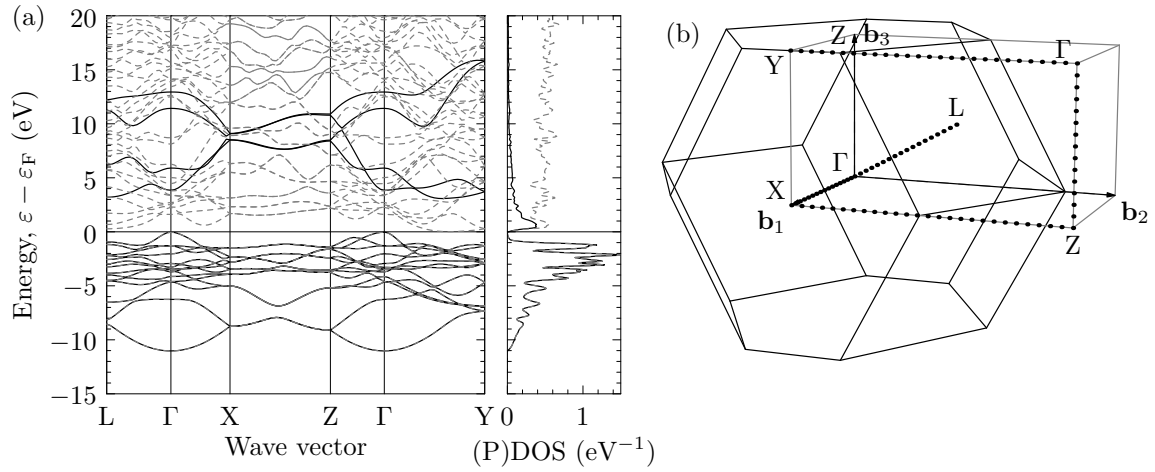 (a)
20
15
10
5
0
−5
−10
−15
Energy, ε − ε_F (eV)
L Γ X Z Γ Y
Wave vector
0 1
(P)DOS (eV⁻¹)
(b)
Z b₃
Y
Γ
L
Γ
X
b₁
b₂
Z